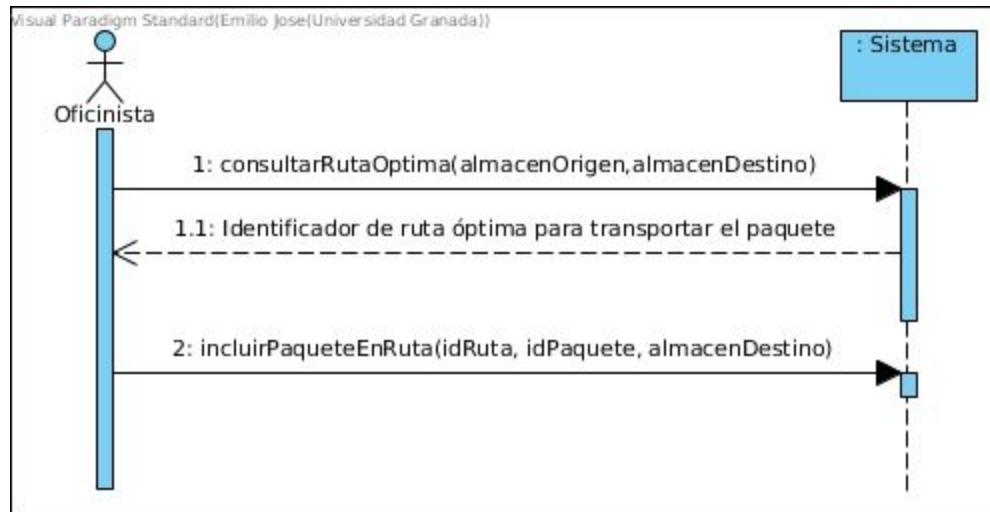 Visual Paradigm Standard(Emilio Jose(Universidad Granada))
: Sistema
Oficinista
1: consultarRutaOptima(almacenOrigen,almacenDestino)
1.1: Identificador de ruta óptima para transportar el paquete
2: incluirPaqueteEnRuta(idRuta, idPaquete, almacenDestino)